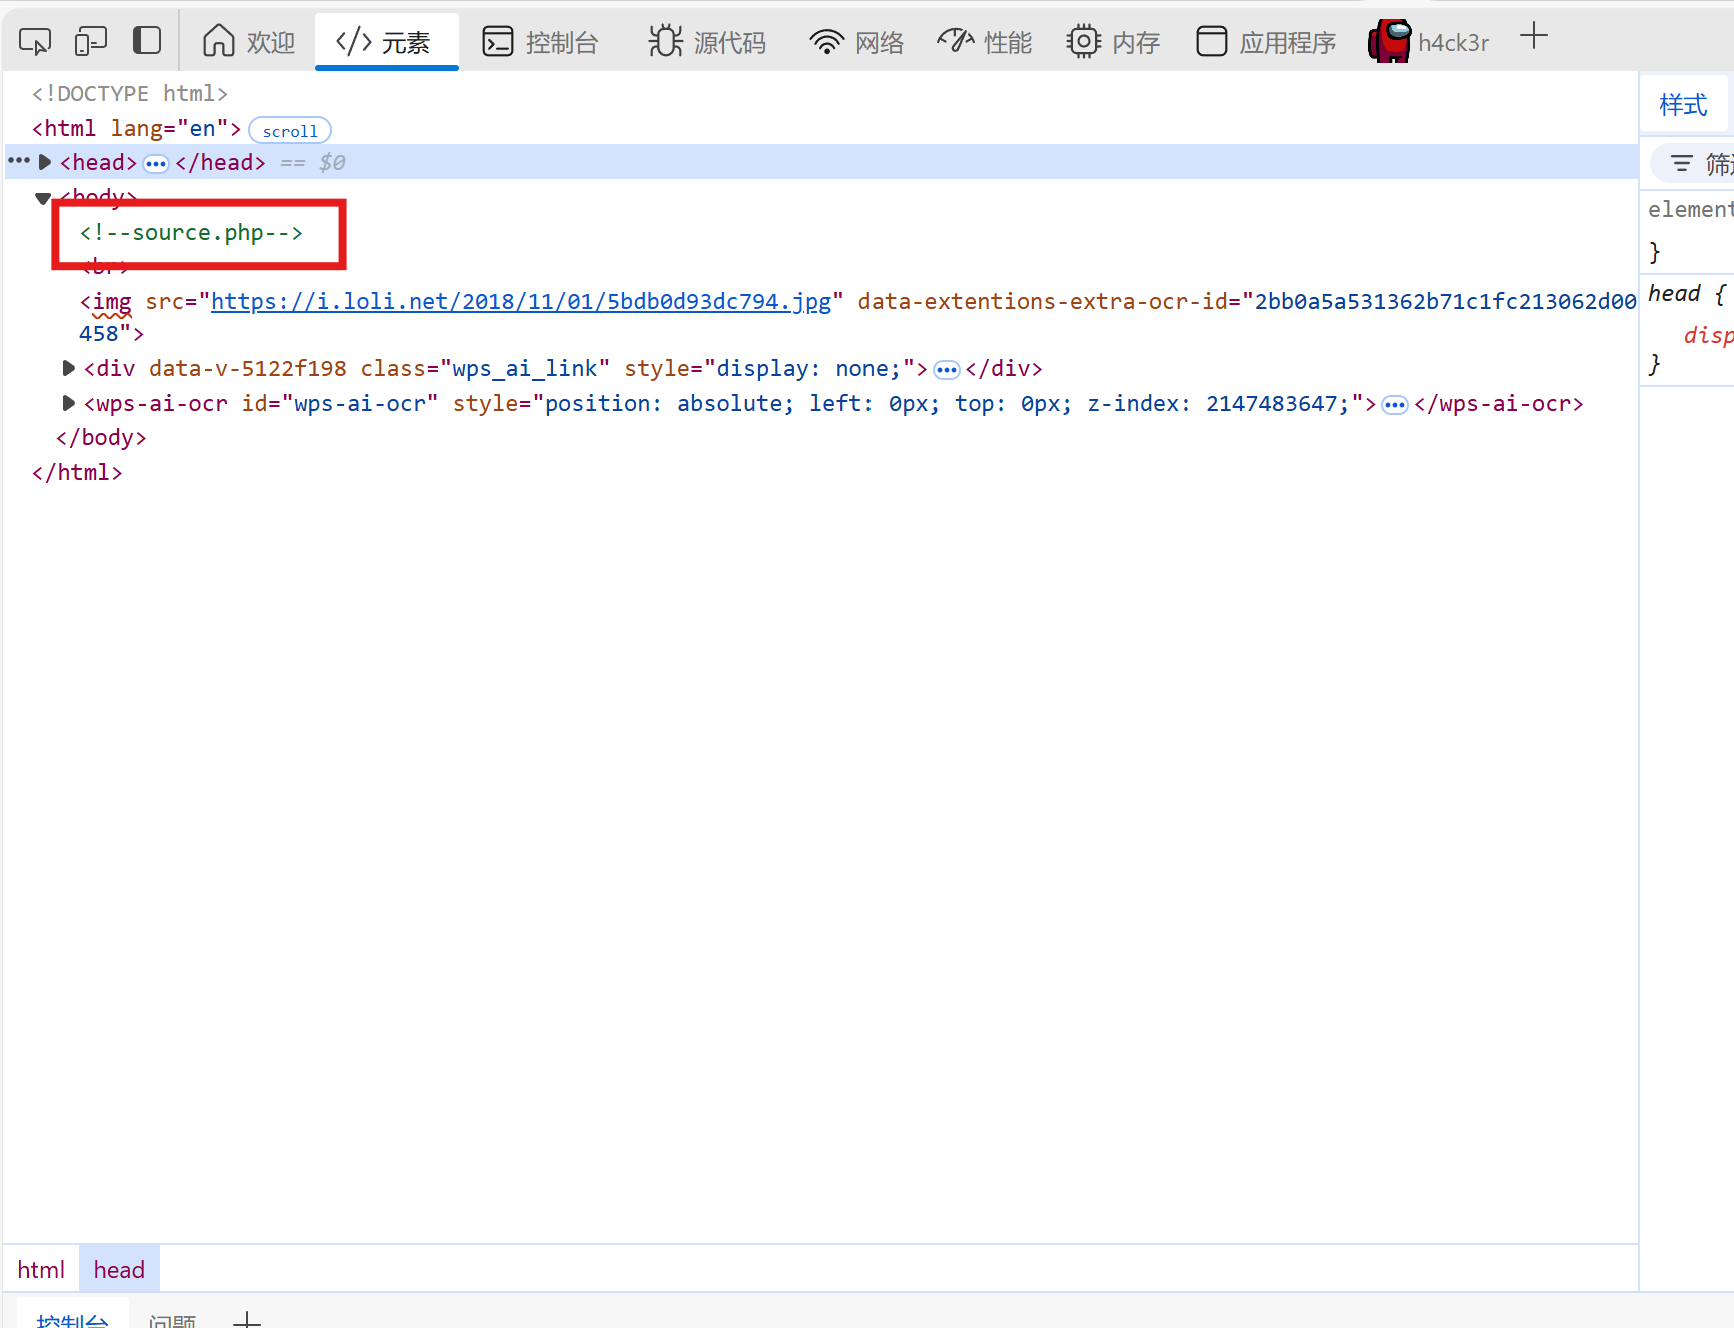 欢迎 </> 元素 控制台 源代码 网络 性能 内存 应用程序 h4ck3r
<!DOCTYPE html>
<html lang="en"> scroll
<head> </head> == $0
<body>
<!--source.php-->
<br>
<img src="https://i.loli.net/2018/11/01/5bdb0d93dc794.jpg" data-extentions-extra-ocr-id="2bb0a5a531362b71c1fc213062d00
458">
<div data-v-5122f198 class="wps_ai_link" style="display: none;"> </div>
<wps-ai-ocr id="wps-ai-ocr" style="position: absolute; left: 0px; top: 0px; z-index: 2147483647;"> </wps-ai-ocr>
</body>
</html>
样式
element
}
head {
disp
}
html head
控制台 问题